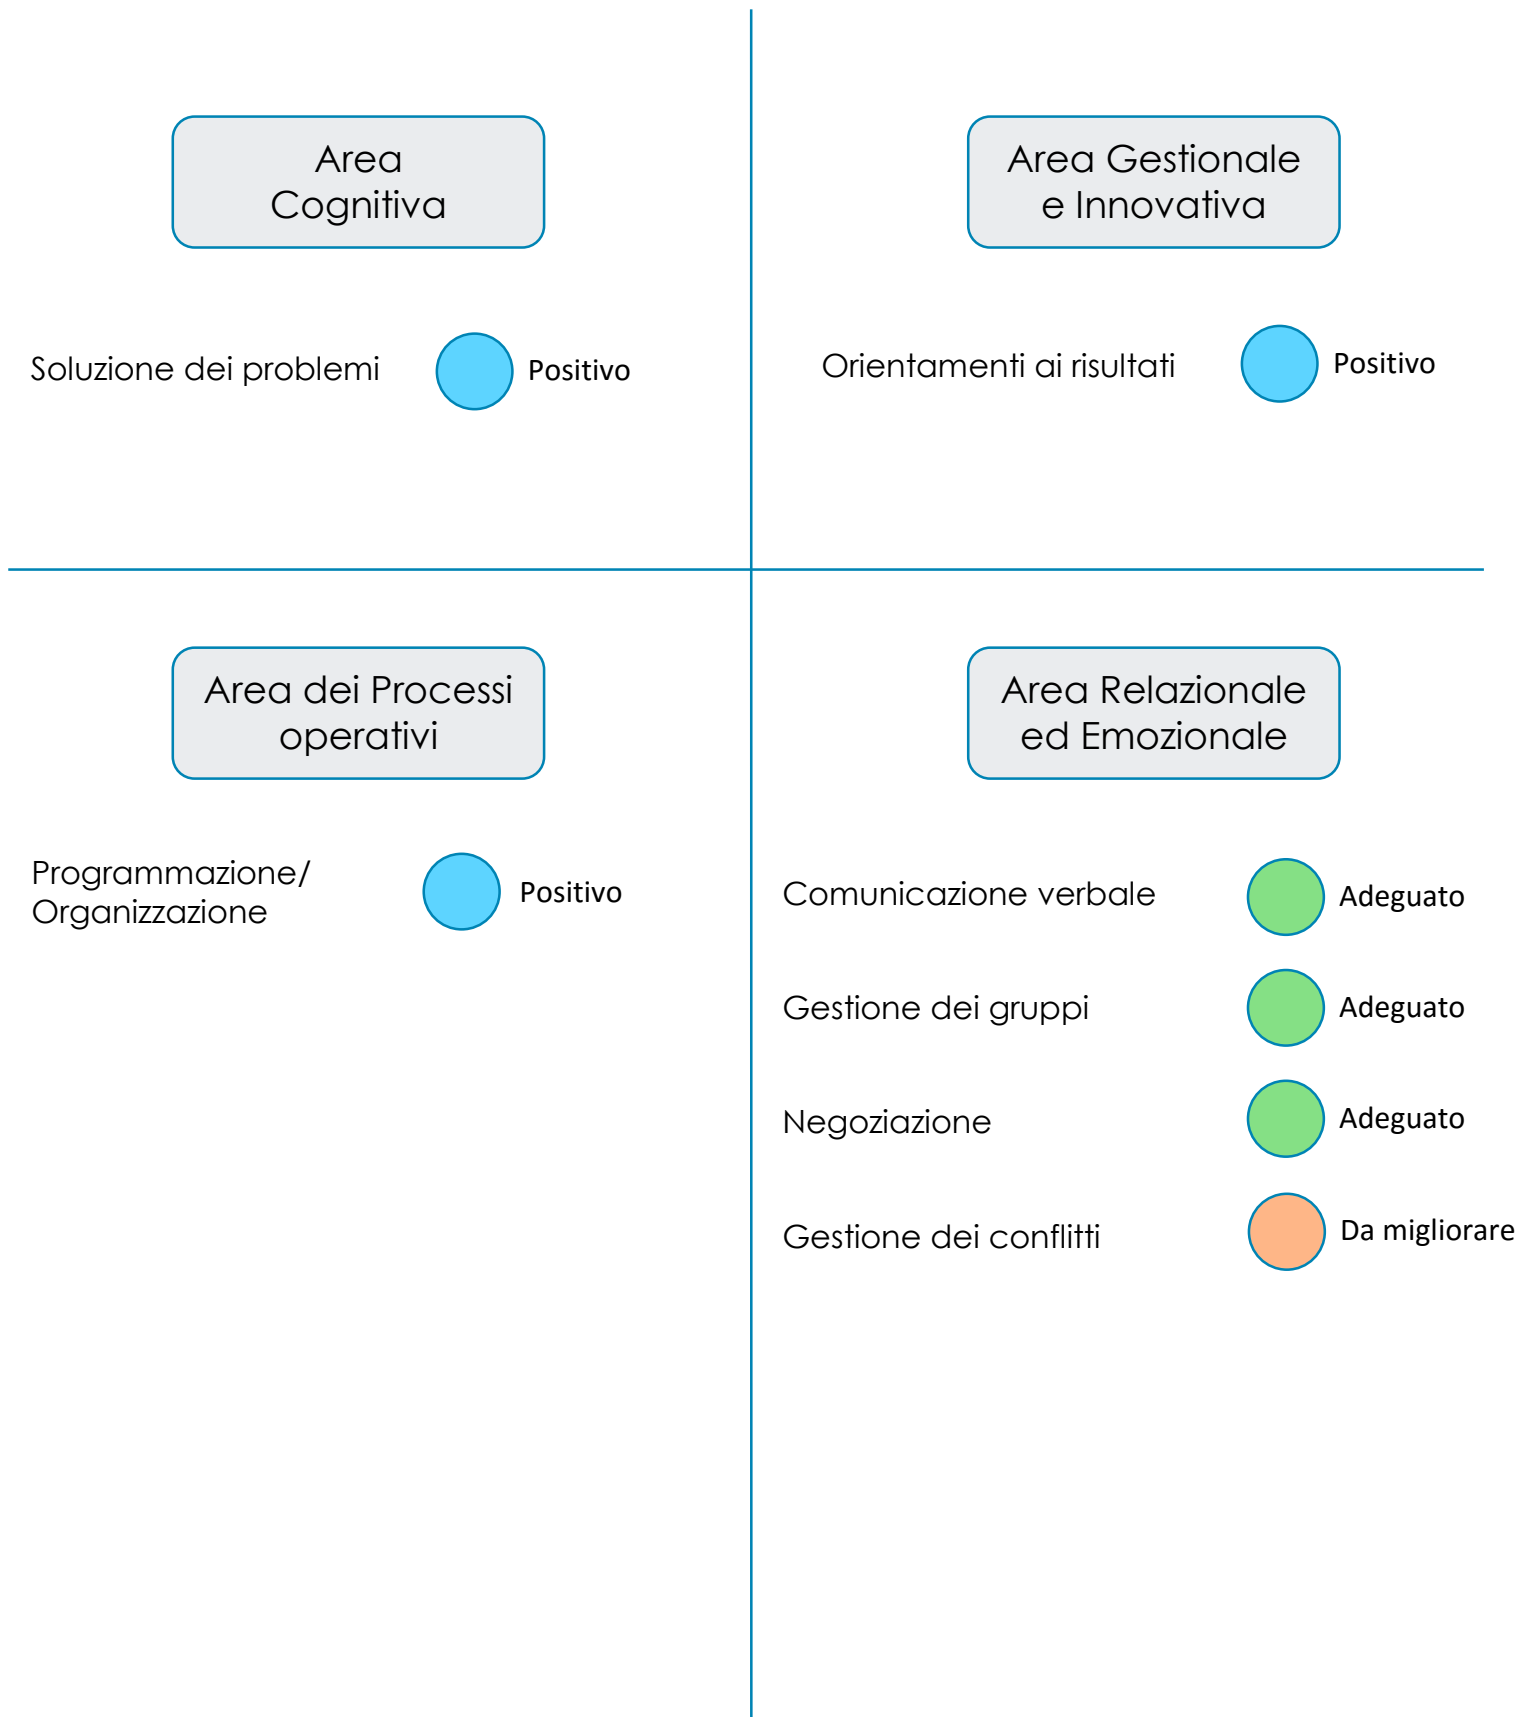 Area
Cognitiva
Soluzione dei problemi
Positivo
Area Gestionale
e Innovativa
Orientamenti ai risultati
Positivo
Area dei Processi
operativi
Programmazione/
Organizzazione
Positivo
Area Relazionale
ed Emozionale
Comunicazione verbale
Adeguato
Gestione dei gruppi
Adeguato
Negoziazione
Adeguato
Gestione dei conflitti
Da migliorare